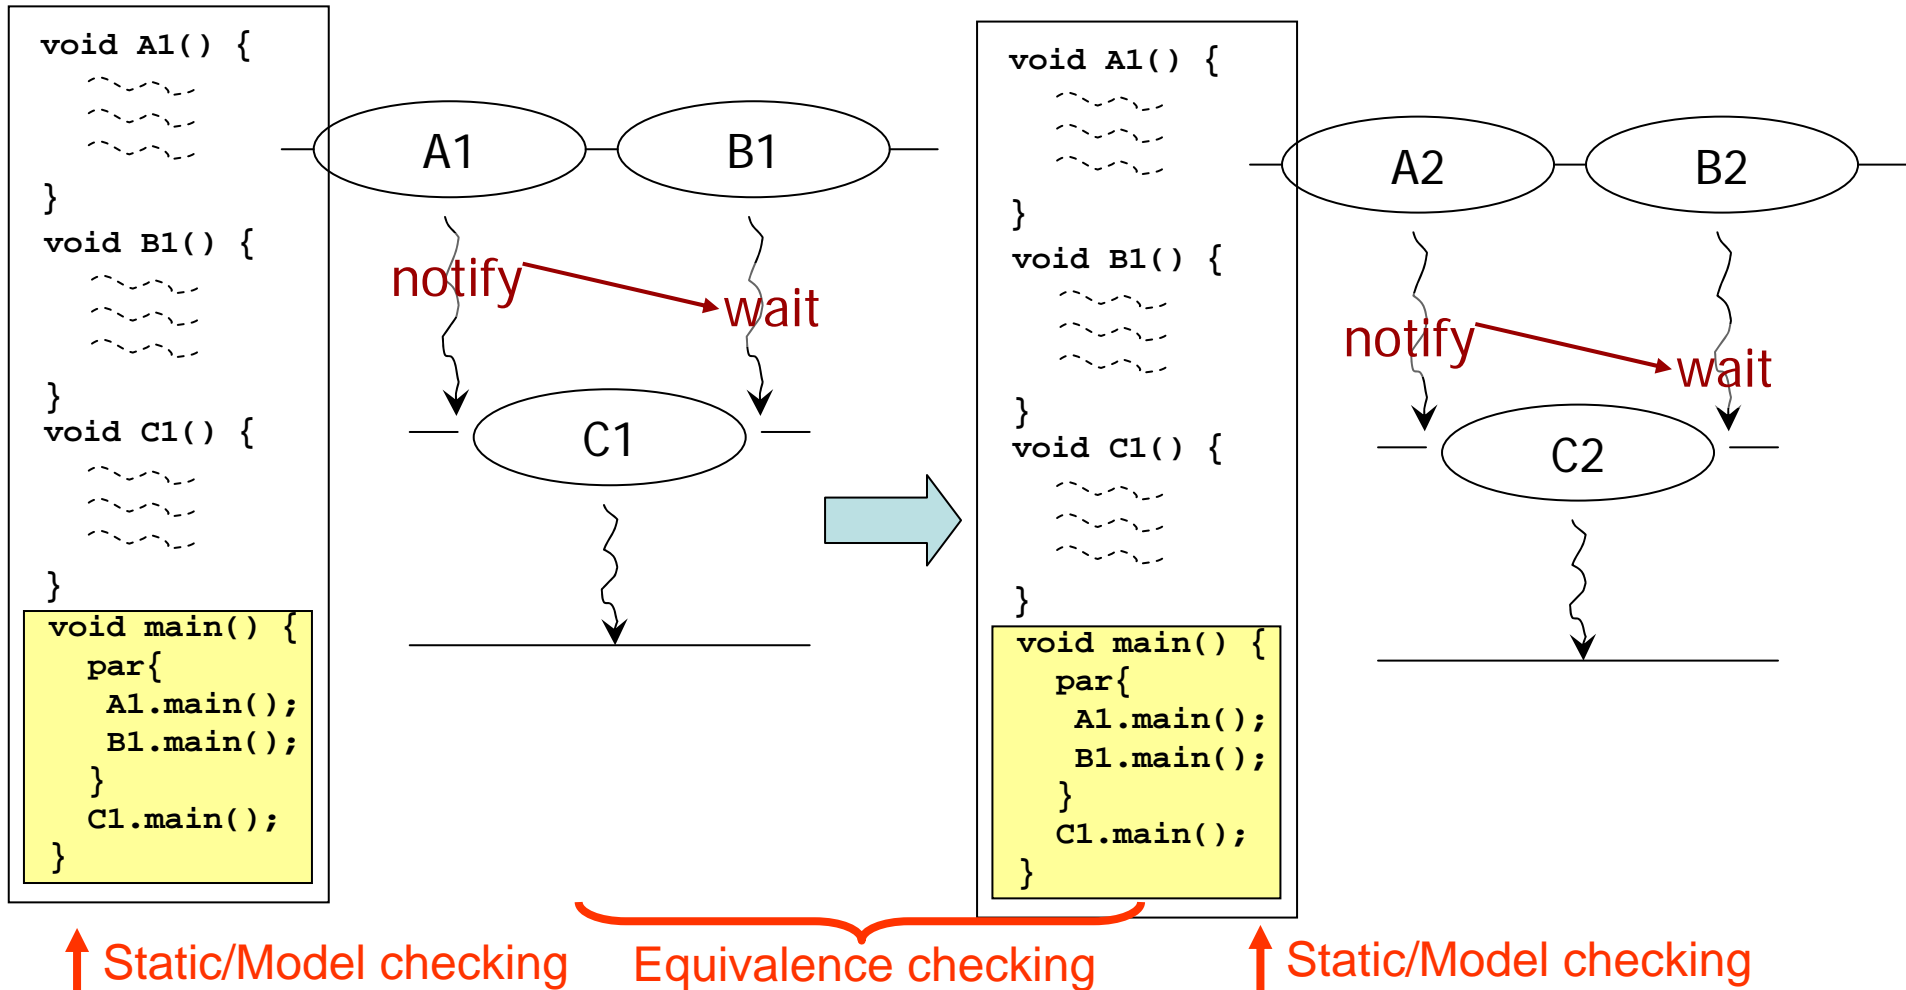 void A1() {
}
void B1() {
}
void C1() {
}
void main() {
par{
A1.main();
B1.main();
}
C1.main();
}
A1
B1
notify
wait
C1
void A1() {
}
void B1() {
}
void C1() {
}
void main() {
par{
A1.main();
B1.main();
}
C1.main();
}
A2
B2
notify
wait
C2
Static/Model checking
Equivalence checking
Static/Model checking